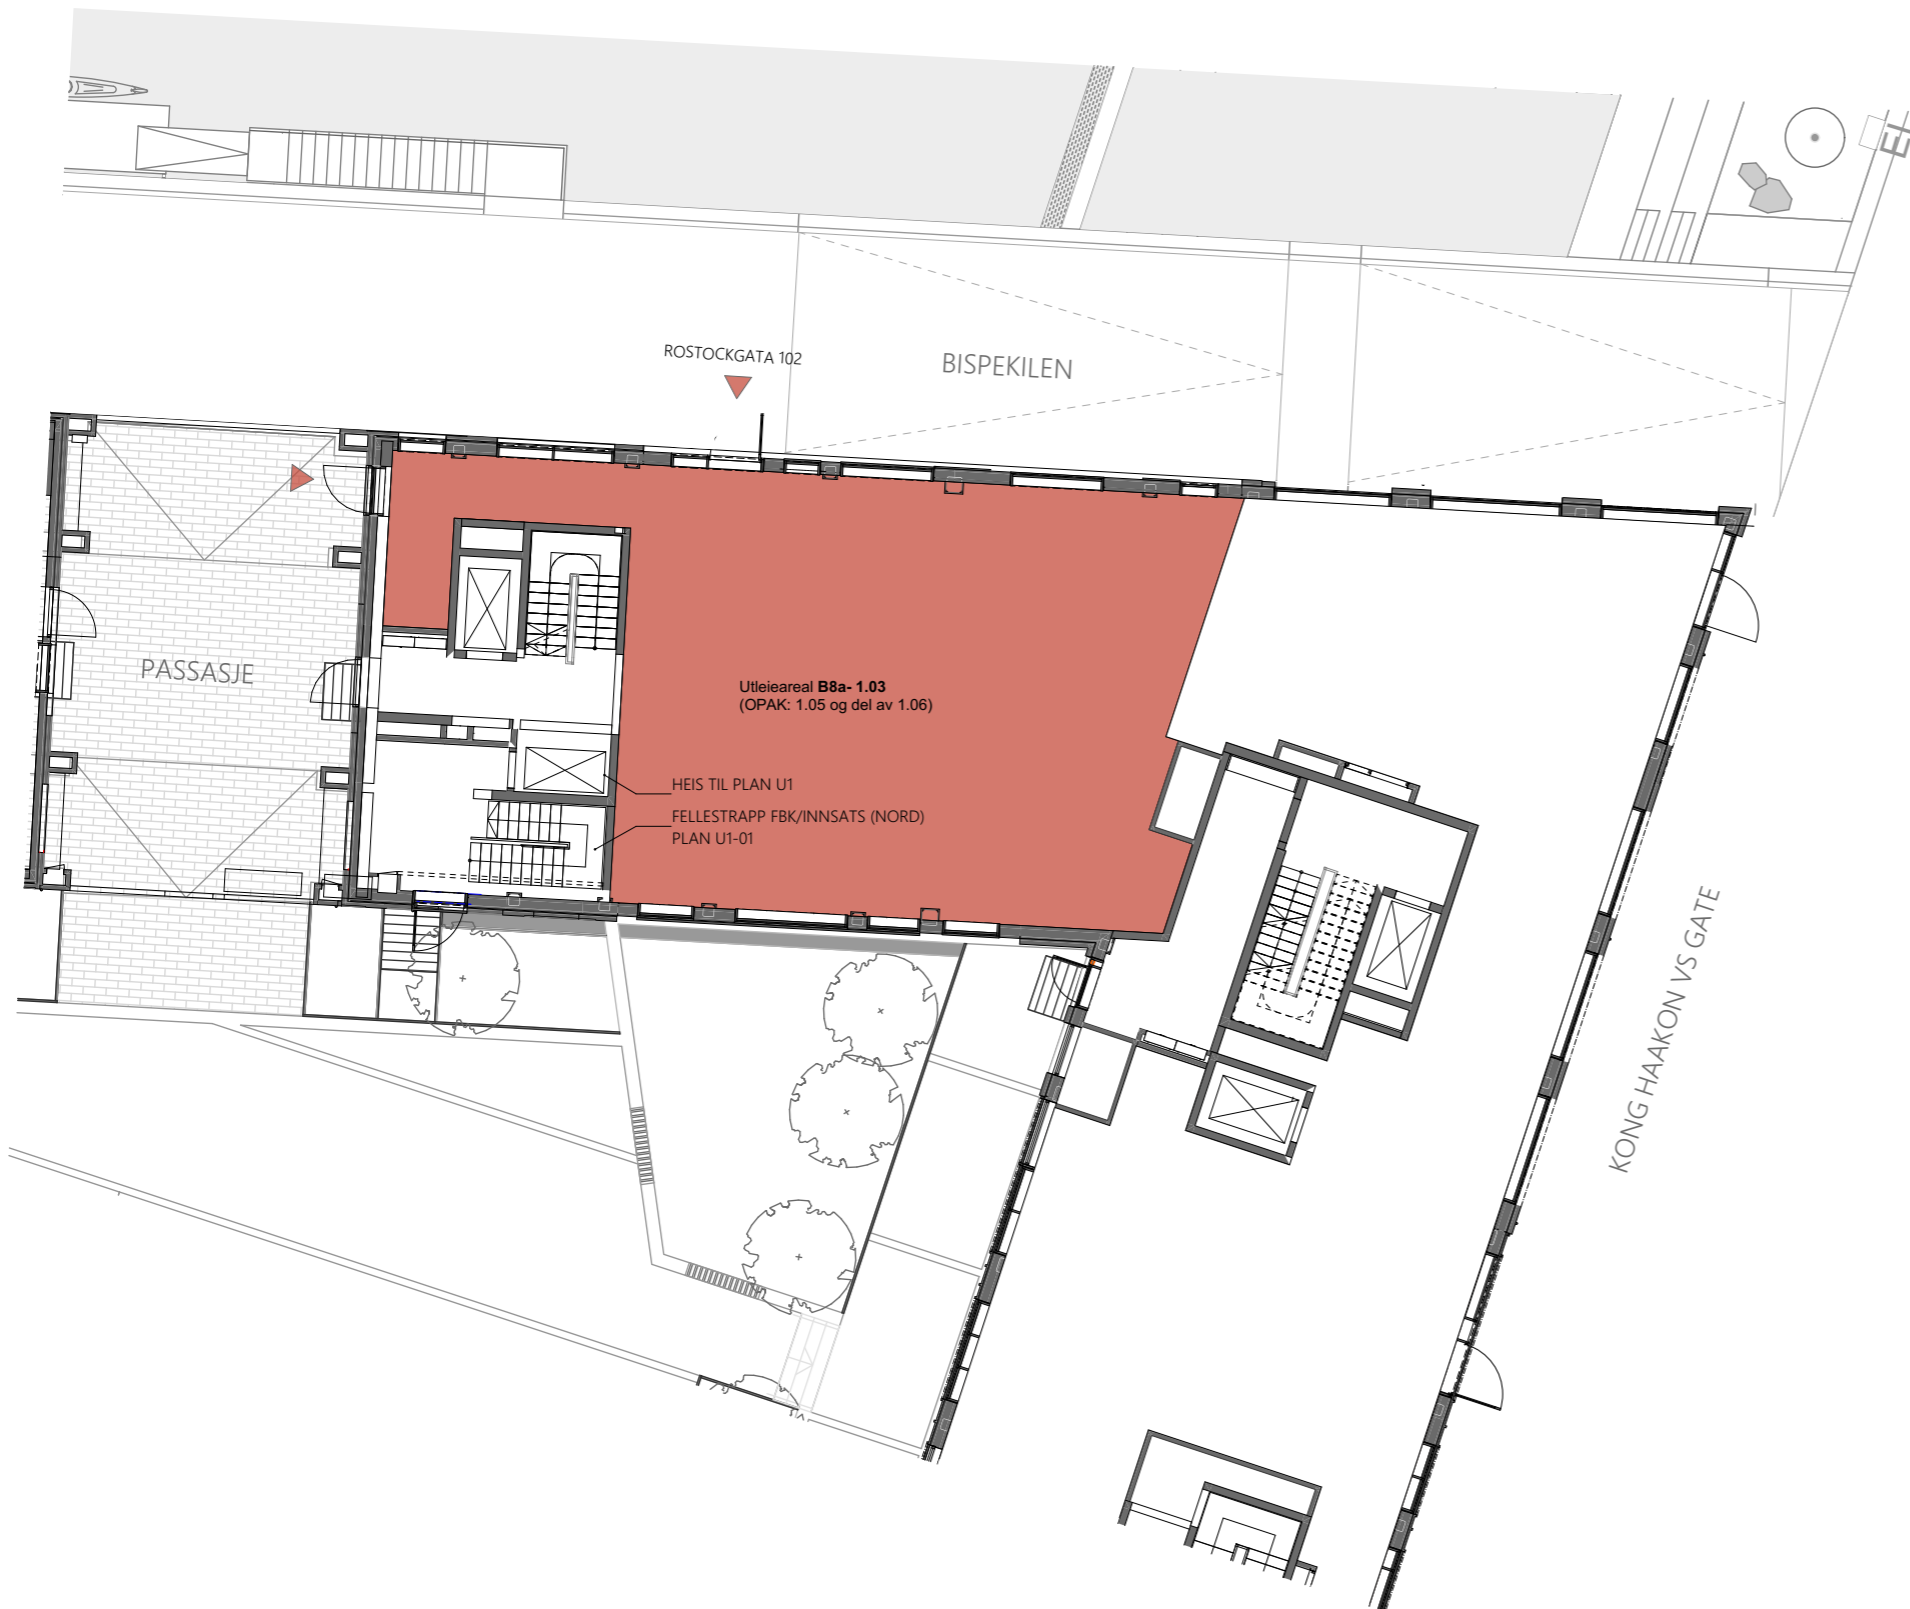 EL
ROSTOCKGATA 102
BISPEKILEN
PASSASJE
Utleieareal B8a- 1.03
(OPAK: 1.05 og del av 1.06)
HEIS TIL PLAN U1
FELLESTRAPP FBK/INNSATS (NORD)
PLAN U1-01
KONG HAAKON VS GATE